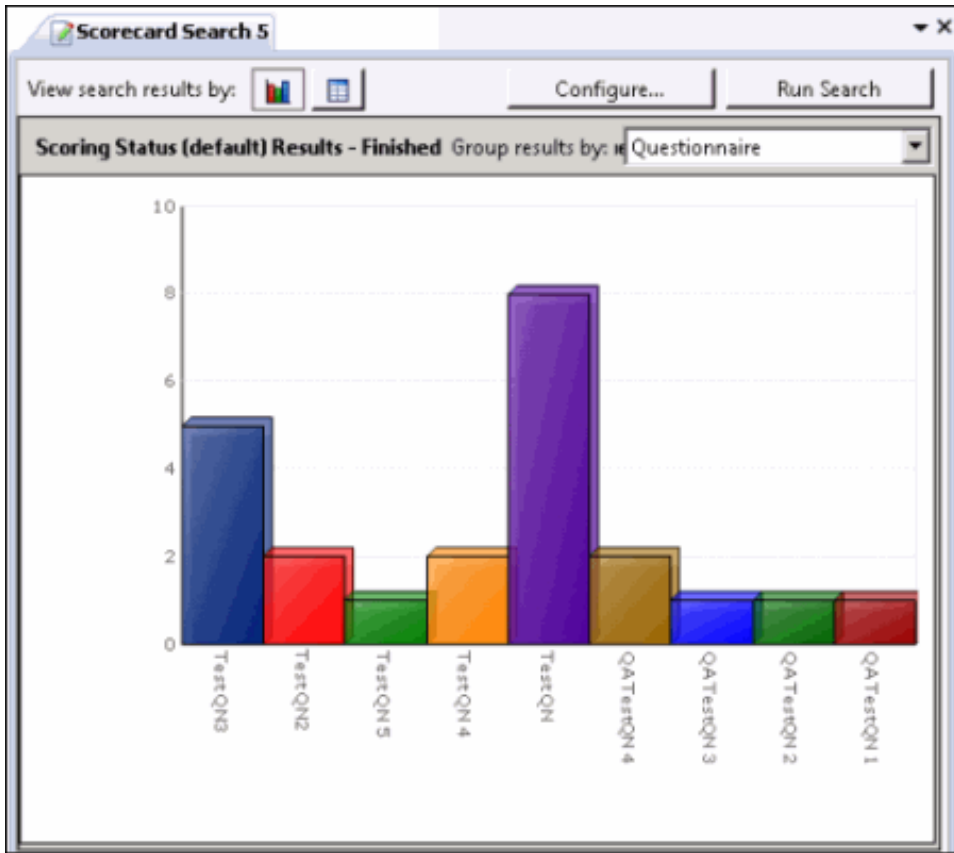 Scorecard Search 5
View search results by: Configure... Run Search
Scoring Status (default) Results - Finished Group results by: Questionnaire
10
8
6
4
2
0
TestQN3
TestQN2
TestQN 5
TestQN 4
TestQN
QATestQN 4
QATestQN 3
QATestQN 2
QATestQN 1